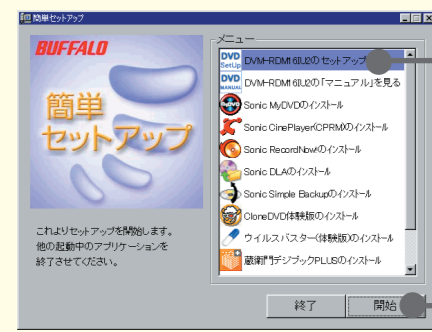 簡単セットアップ
BUFFALO
簡単
セットアップ
これよりセットアップを開始します。
他の起動中のアプリケーションを
終了させてください。
メニュー
DVD SetUp DVM-RDM16IU2のセットアップ
DVD MANUAL DVM-RDM16IU2の「マニュアル」を見る
MyDVD Sonic MyDVDのインストール
Sonic CinePlayer(CPRM)のインストール
Sonic RecordNow!のインストール
Sonic DLAのインストール
Sonic Simple Backupのインストール
CloneDVD体験版のインストール
ウイルスバスター(体験版)のインストール
蔵衛門デジブックPLUSのインストール
終了
開始